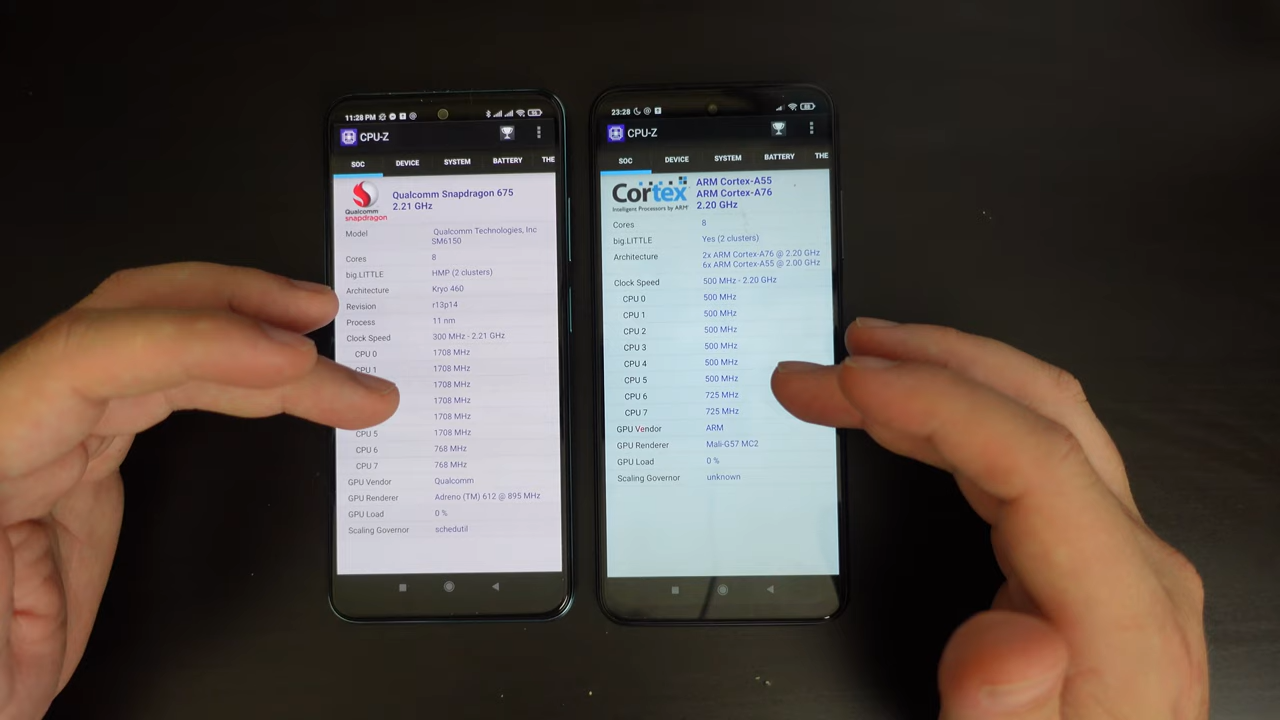 11:28 PM
CPU-Z
SOC DEVICE SYSTEM BATTERY THE
Qualcomm snapdragon
Qualcomm Snapdragon 675
2.21 GHz
Model Qualcomm Technologies, Inc
SM6150
Cores 8
big.LITTLE HMP (2 clusters)
Architecture Kryo 460
Revision r13p14
Process 11 nm
Clock Speed 300 MHz - 2.21 GHz
CPU 0 1708 MHz
CPU 1 1708 MHz
1708 MHz
1708 MHz
1708 MHz
CPU 5 1708 MHz
CPU 6 768 MHz
CPU 7 768 MHz
GPU Vendor Qualcomm
GPU Renderer Adreno (TM) 612 @ 895 MHz
GPU Load 0 %
Scaling Governor schedutil
23:28
CPU-Z
SOC DEVICE SYSTEM BATTERY THE
Cortex
Intelligent Processors by ARM
ARM Cortex-A55
ARM Cortex-A76
2.20 GHz
Cores 8
big.LITTLE Yes (2 clusters)
Architecture 2x ARM Cortex-A76 @ 2.20 GHz
6x ARM Cortex-A55 @ 2.00 GHz
Clock Speed 500 MHz - 2.20 GHz
CPU 0 500 MHz
CPU 1 500 MHz
CPU 2 500 MHz
CPU 3 500 MHz
CPU 4 500 MHz
CPU 5 500 MHz
CPU 6 725 MHz
CPU 7 725 MHz
GPU Vendor ARM
GPU Renderer Mali-G57 MC2
GPU Load 0 %
Scaling Governor unknown